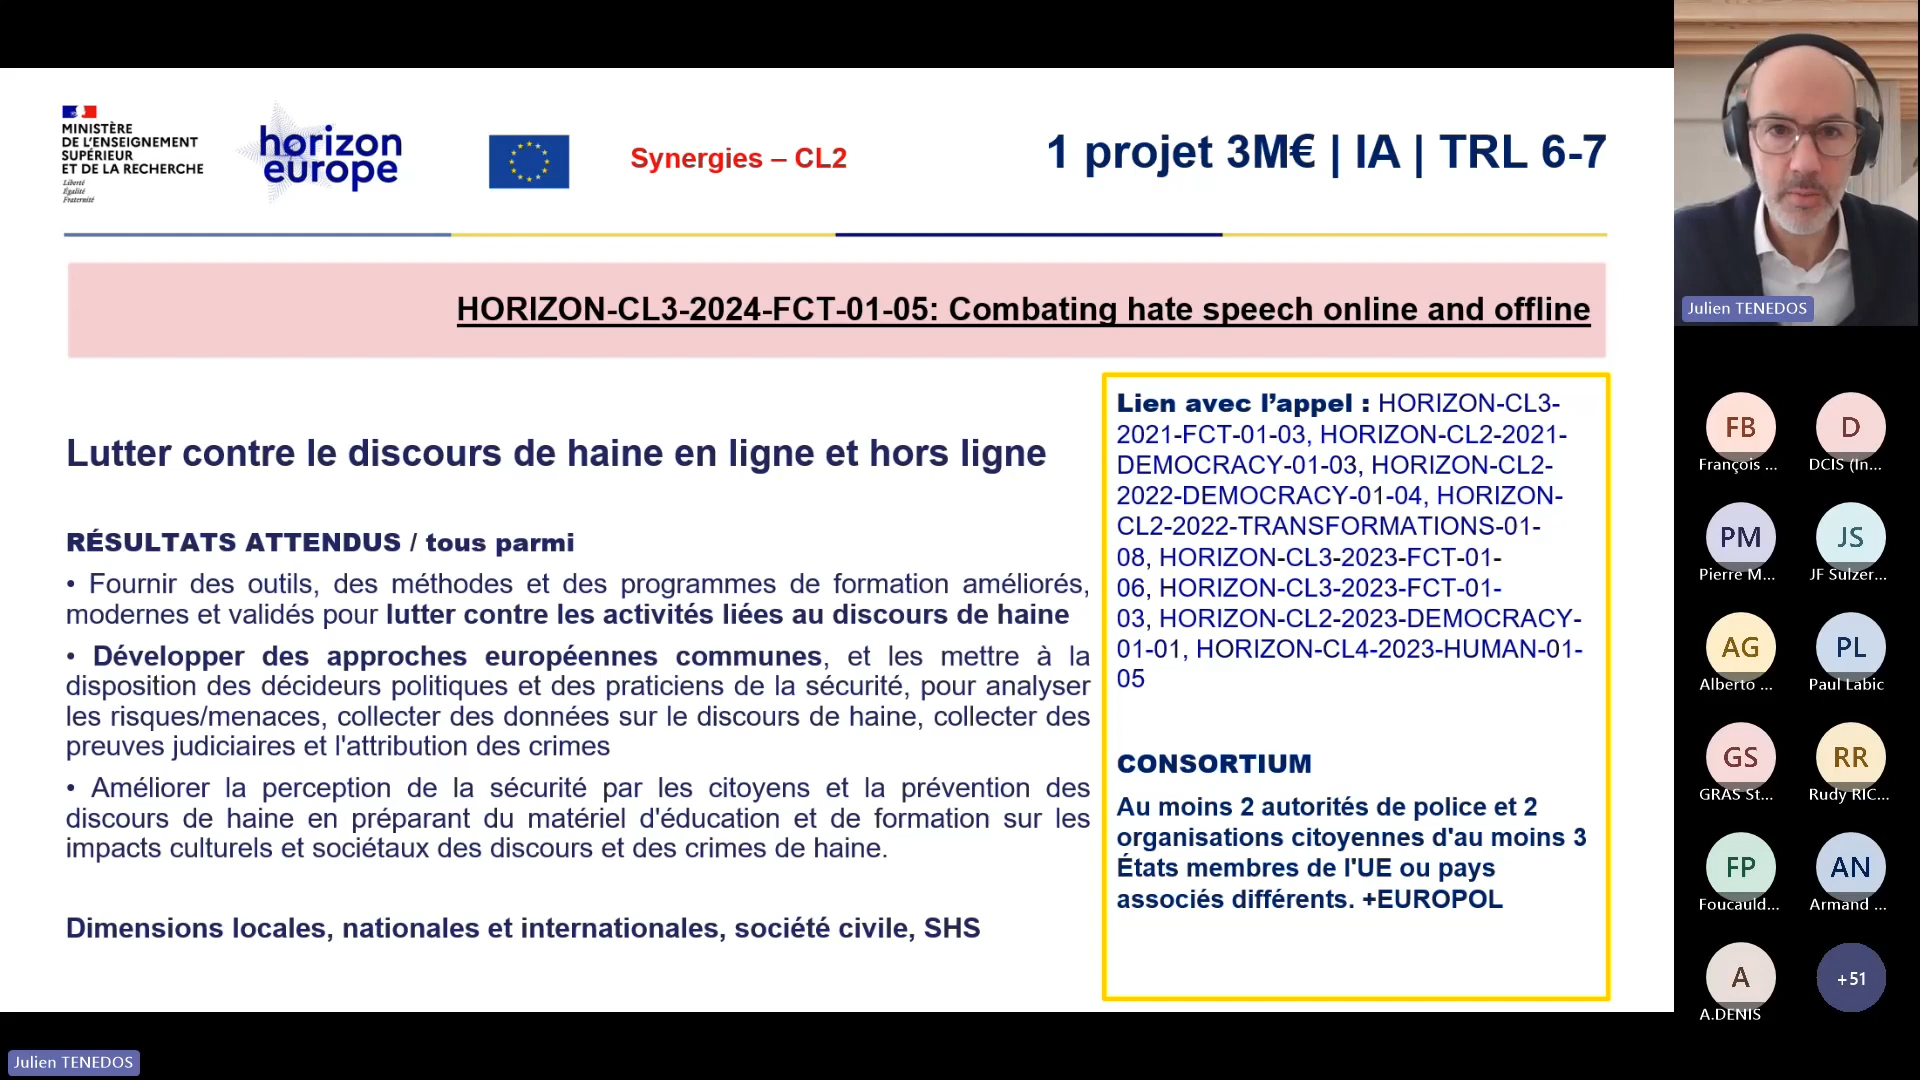 MINISTÈRE
DE L'ENSEIGNEMENT
SUPÉRIEUR
ET DE LA RECHERCHE
Liberté
Égalité
Fraternité
horizon
europe
Synergies – CL2
1 projet 3M€ | IA | TRL 6-7
HORIZON-CL3-2024-FCT-01-05: Combating hate speech online and offline
Lutter contre le discours de haine en ligne et hors ligne
RÉSULTATS ATTENDUS / tous parmi
• Fournir des outils, des méthodes et des programmes de formation améliorés,
modernes et validés pour lutter contre les activités liées au discours de haine
• Développer des approches européennes communes, et les mettre à la
disposition des décideurs politiques et des praticiens de la sécurité, pour analyser
les risques/menaces, collecter des données sur le discours de haine, collecter des
preuves judiciaires et l'attribution des crimes
• Améliorer la perception de la sécurité par les citoyens et la prévention des
discours de haine en préparant du matériel d'éducation et de formation sur les
impacts culturels et sociétaux des discours et des crimes de haine.
Dimensions locales, nationales et internationales, société civile, SHS
Lien avec l’appel : HORIZON-CL3-
2021-FCT-01-03, HORIZON-CL2-2021-
DEMOCRACY-01-03, HORIZON-CL2-
2022-DEMOCRACY-01-04, HORIZON-
CL2-2022-TRANSFORMATIONS-01-
08, HORIZON-CL3-2023-FCT-01-
06, HORIZON-CL3-2023-FCT-01-
03, HORIZON-CL2-2023-DEMOCRACY-
01-01, HORIZON-CL4-2023-HUMAN-01-
05
CONSORTIUM
Au moins 2 autorités de police et 2
organisations citoyennes d'au moins 3
États membres de l'UE ou pays
associés différents. +EUROPOL
Julien TENEDOS
FB
François ...
D
DCIS (In...
PM
Pierre M...
JS
JF Sulzer...
AG
Alberto ...
PL
Paul Labic
GS
GRAS St...
RR
Rudy RIC...
FP
Foucauld...
AN
Armand ...
A
A.DENIS
+51
Julien TENEDOS